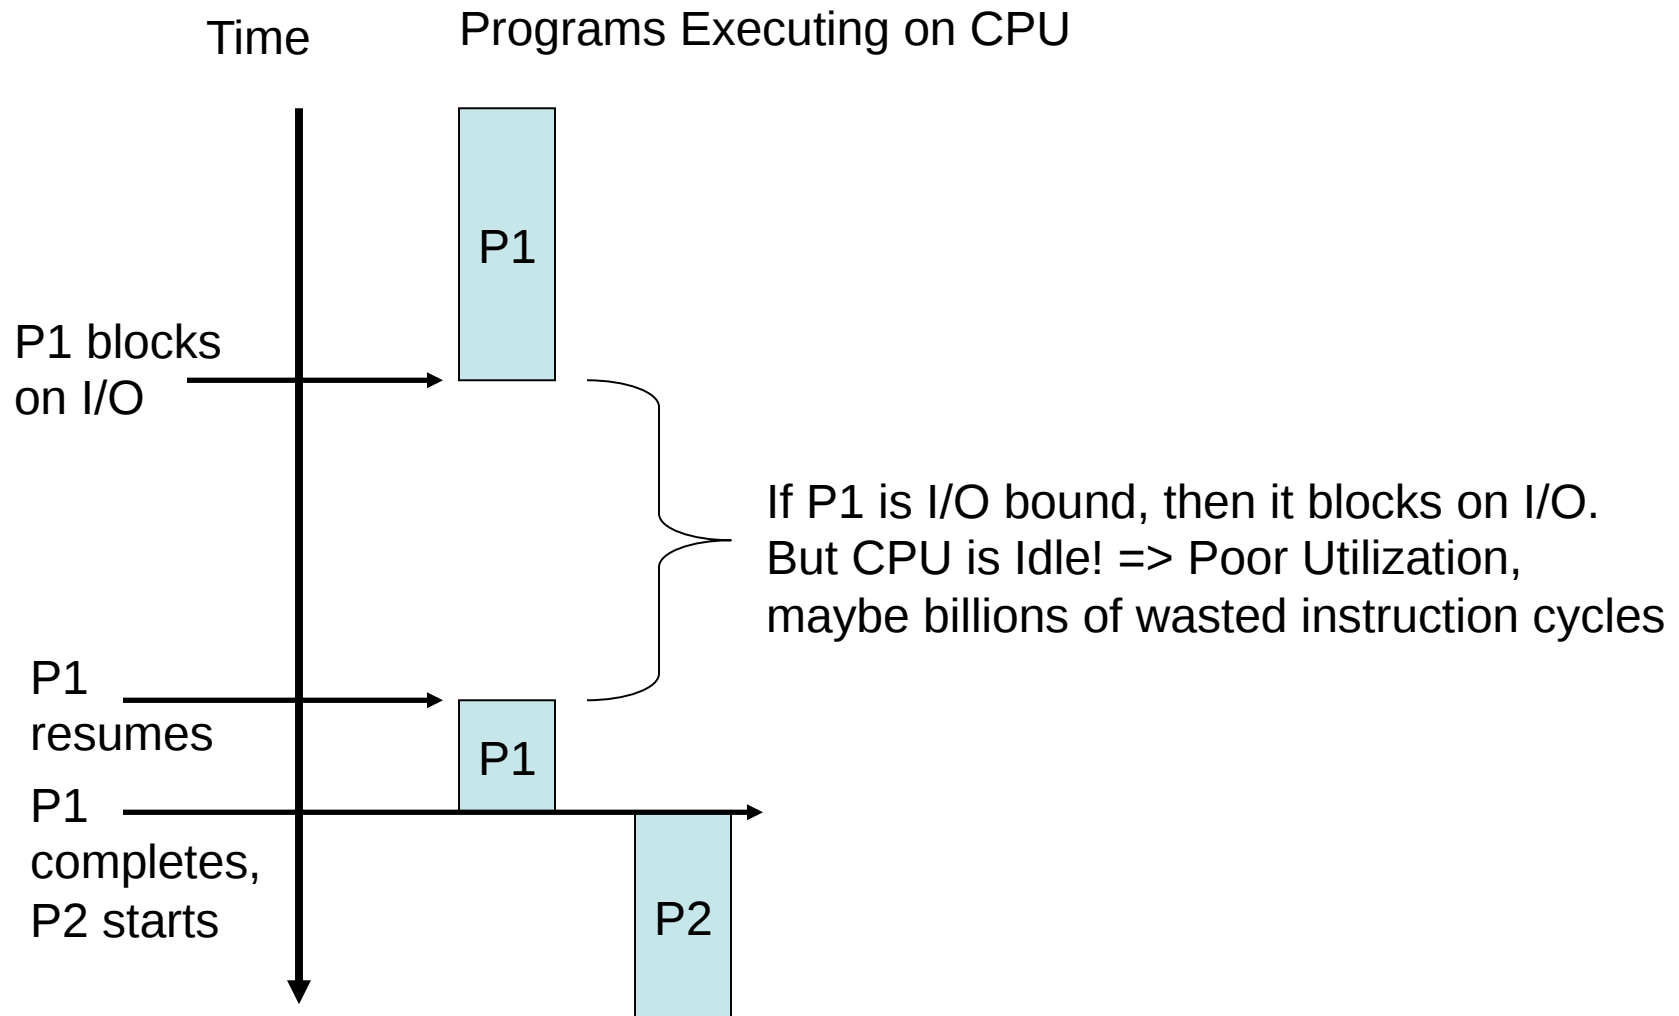 Time
Programs Executing on CPU
P1
P1 blocks
on I/O
If P1 is I/O bound, then it blocks on I/O.
But CPU is Idle! => Poor Utilization,
maybe billions of wasted instruction cycles
P1
resumes
P1
P1
completes,
P2 starts
P2